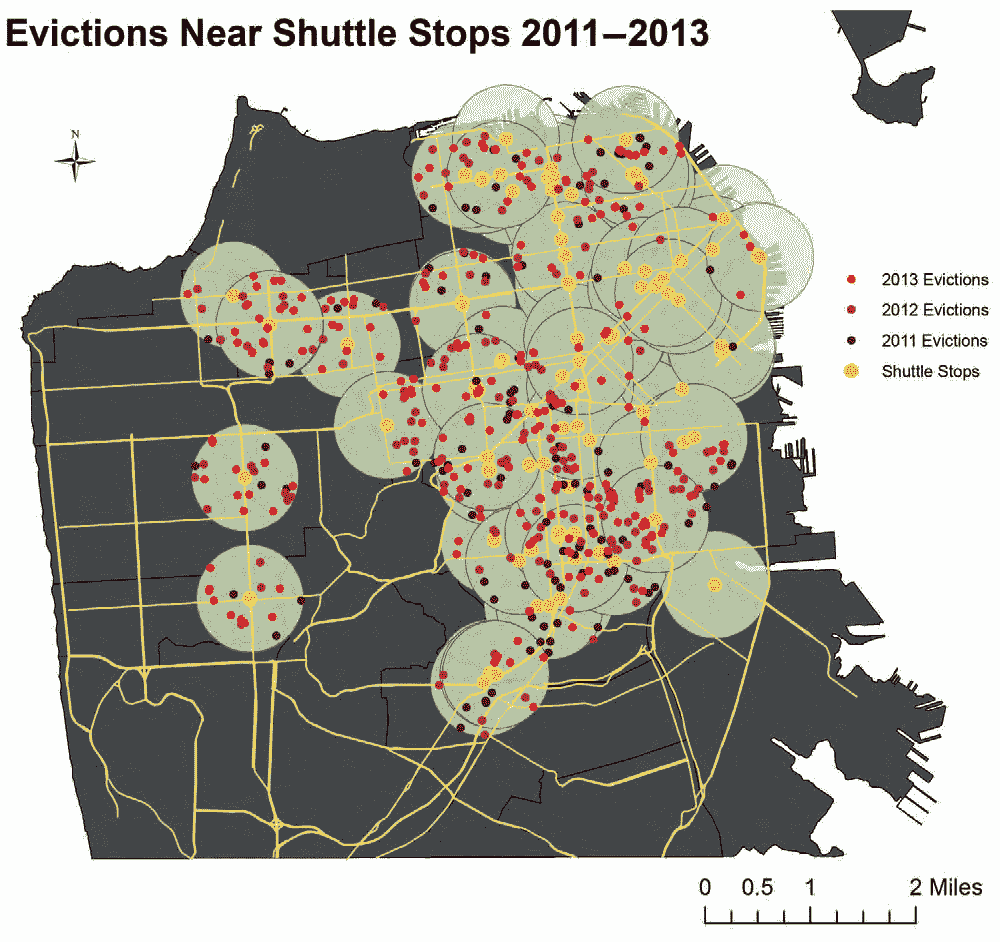 Evictions Near Shuttle Stops 2011–2013
N
2013 Evictions
2012 Evictions
2011 Evictions
Shuttle Stops
0 0.5 1 2 Miles